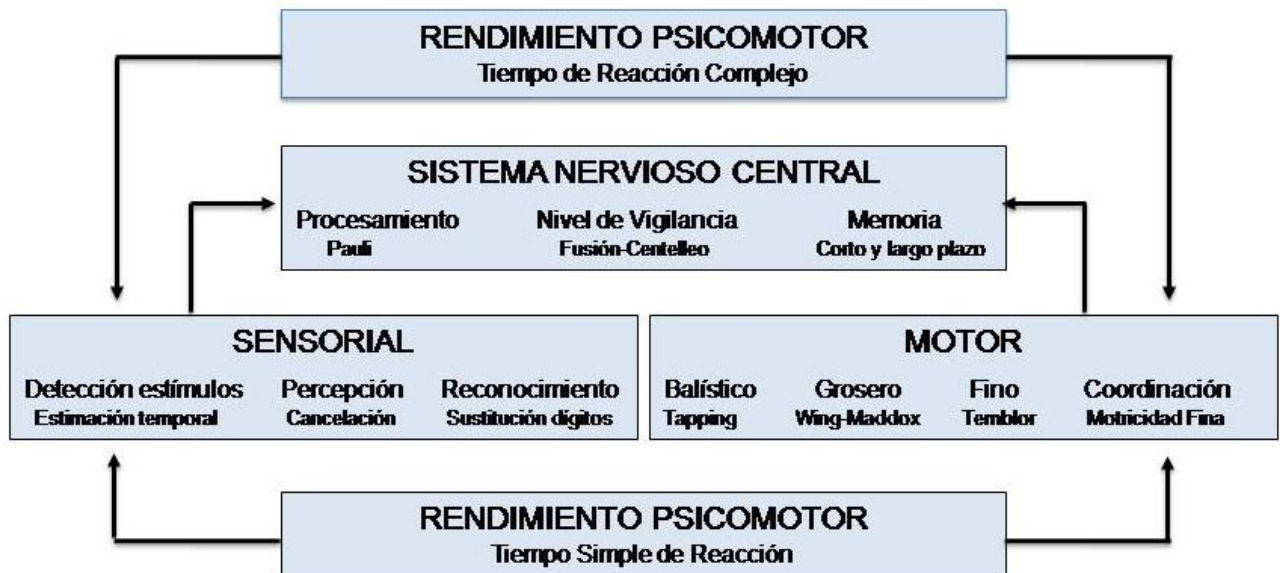 RENDIMIENTO PSICOMOTOR
Tiempo de Reacción Complejo
SISTEMA NERVIOSO CENTRAL
Procesamiento Nivel de Vigilancia Memoria
Pauli Fusión-Centelleo Corto y largo plazo
SENSORIAL
Detección estímulos Percepción Reconocimiento
Estimación temporal Cancelación Sustitución dígitos
MOTOR
Balístico Grosero Fino Coordinación
Tapping Wing-Maddox Temblor Motricidad Fina
RENDIMIENTO PSICOMOTOR
Tiempo Simple de Reacción